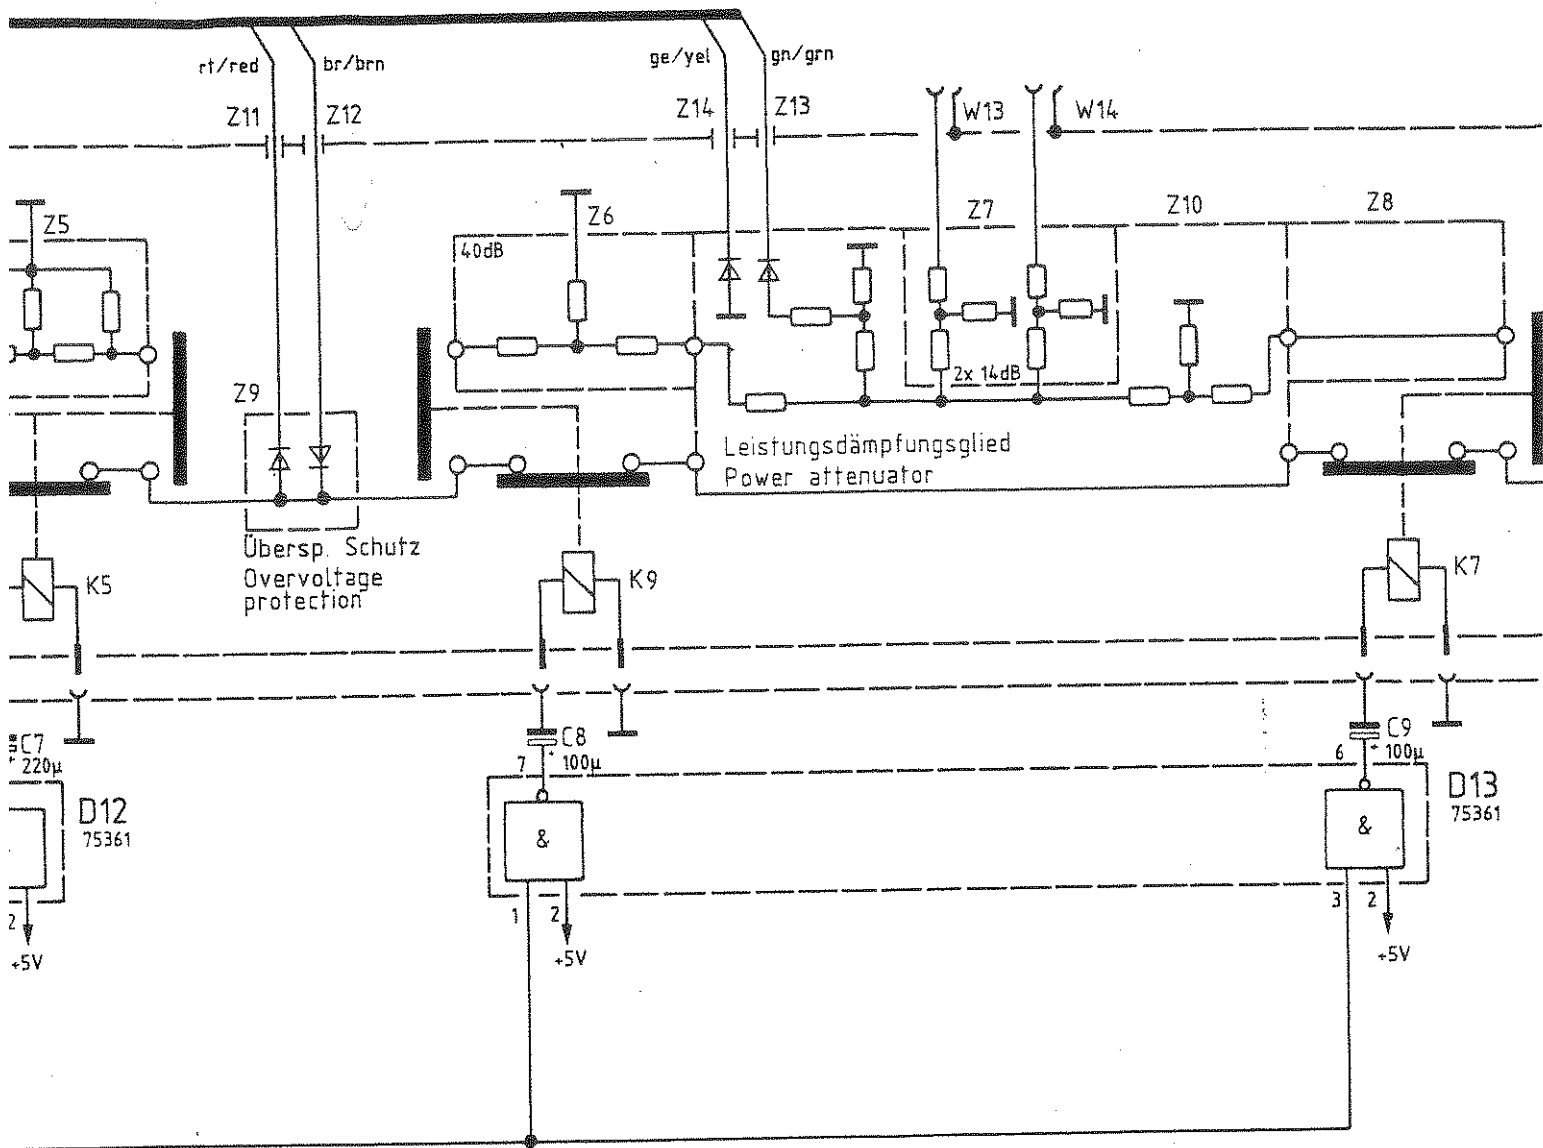 rt/red
br/brn
ge/yel
gn/grn
Z11
Z12
Z14
Z13
W13
W14
Z5
Z6
Z7
Z10
Z8
40dB
2x 14dB
Z9
Leistungsdämpfungsglied
Power attenuator
Übersp. Schutz
Overvoltage
protection
K5
K9
K7
C7
220µ
C8
100µ
7
C9
100µ
6
D12
75361
&
&
D13
75361
2
+5V
1
2
+5V
3
2
+5V